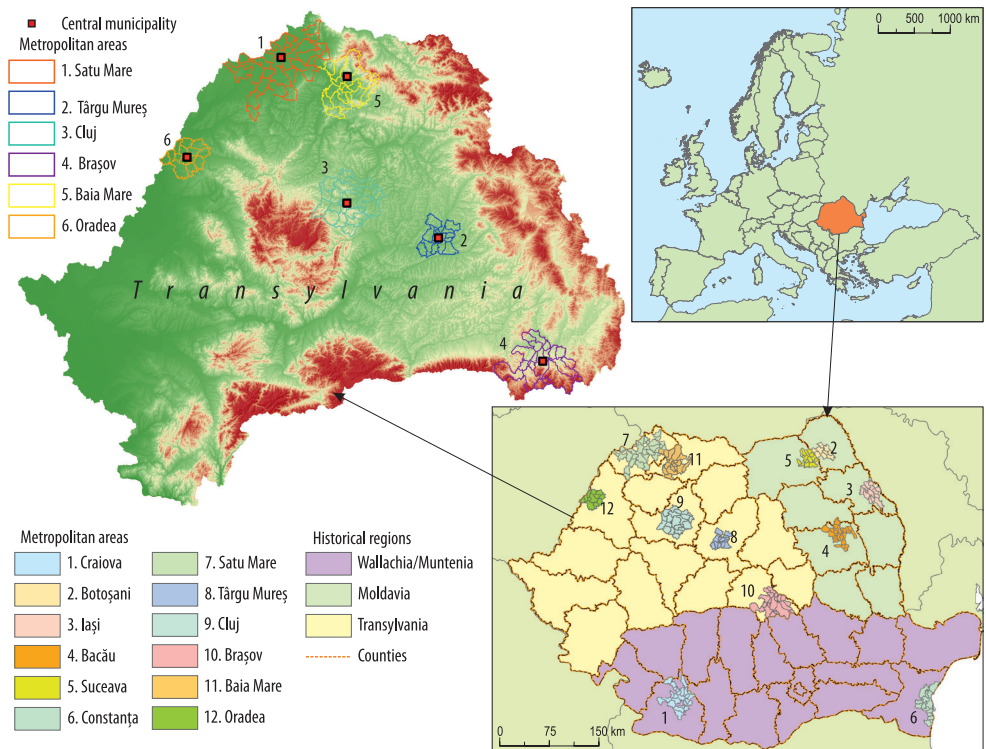 Central municipality
Metropolitan areas
1. Satu Mare
2. Târgu Mureș
3. Cluj
4. Brașov
5. Baia Mare
6. Oradea
1
5
6
3
2
Transylvania
4
0 500 1000 km
7
11
2
5
12
9
3
8
4
10
1
6
0 75 150 km
Metropolitan areas
1. Craiova
2. Botoșani
3. Iași
4. Bacău
5. Suceava
6. Constanța
7. Satu Mare
8. Târgu Mureș
9. Cluj
10. Brașov
11. Baia Mare
12. Oradea
Historical regions
Wallachia/Muntenia
Moldavia
Transylvania
Counties